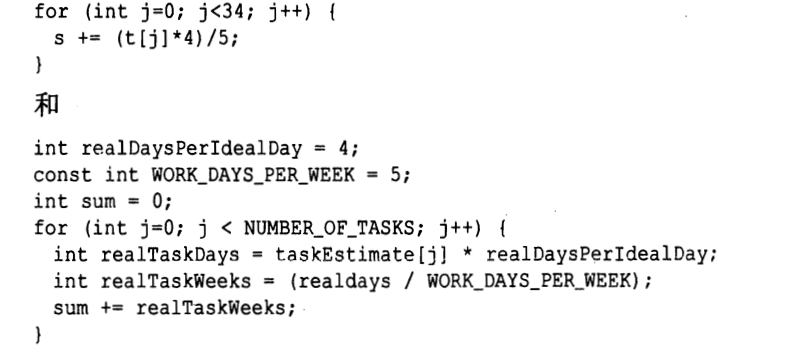 for (int j=0; j<34; j++) {
  s += (t[j]*4)/5;
}
和
int realDaysPerIdealDay = 4;
const int WORK_DAYS_PER_WEEK = 5;
int sum = 0;
for (int j=0; j < NUMBER_OF_TASKS; j++) {
  int realTaskDays = taskEstimate[j] * realDaysPerIdealDay;
  int realTaskWeeks = (realdays / WORK_DAYS_PER_WEEK);
  sum += realTaskWeeks;
}